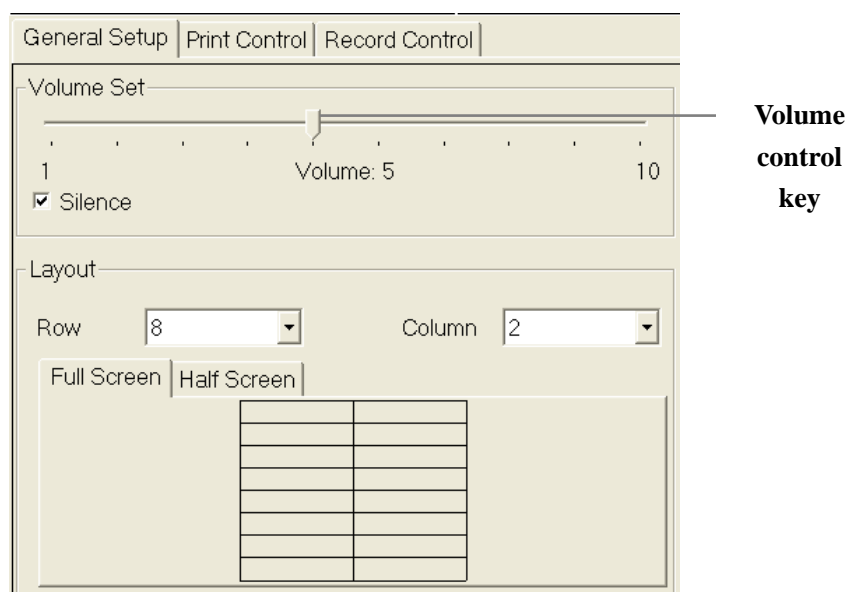 General Setup Print Control Record Control
Volume Set
1 Volume: 5 10
Silence
Volume
control
key
Layout
Row 8 Column 2
Full Screen Half Screen